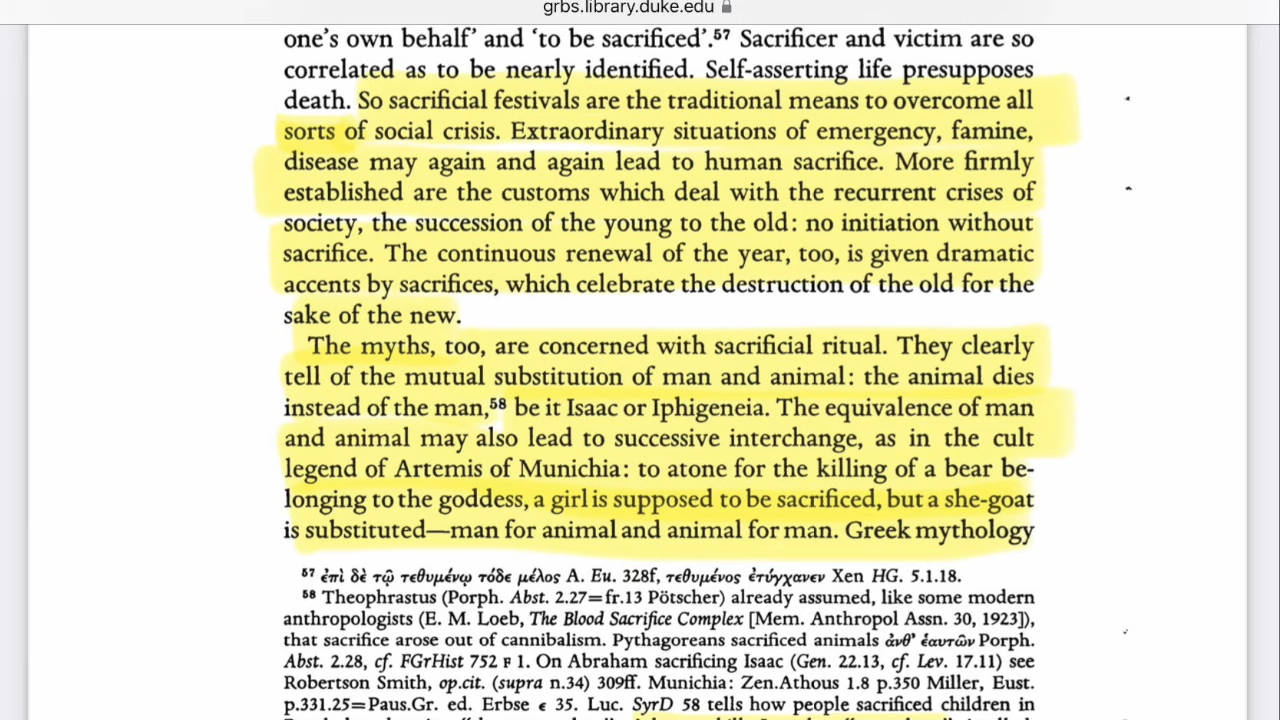 grbs.library.duke.edu
one's own behalf' and 'to be sacrificed'.⁵⁷ Sacrificer and victim are so
correlated as to be nearly identified. Self-asserting life presupposes
death. So sacrificial festivals are the traditional means to overcome all
sorts of social crisis. Extraordinary situations of emergency, famine,
disease may again and again lead to human sacrifice. More firmly
established are the customs which deal with the recurrent crises of
society, the succession of the young to the old: no initiation without
sacrifice. The continuous renewal of the year, too, is given dramatic
accents by sacrifices, which celebrate the destruction of the old for the
sake of the new.
The myths, too, are concerned with sacrificial ritual. They clearly
tell of the mutual substitution of man and animal: the animal dies
instead of the man,⁵⁸ be it Isaac or Iphigeneia. The equivalence of man
and animal may also lead to successive interchange, as in the cult
legend of Artemis of Munichia: to atone for the killing of a bear be-
longing to the goddess, a girl is supposed to be sacrificed, but a she-goat
is substituted—man for animal and animal for man. Greek mythology
⁵⁷ ἐπὶ δὲ τῷ τεθυμένῳ τόδε μέλος A. Eu. 328f, τεθυμένος ἐτύγχανεν Xen HG. 5.1.18.
⁵⁸ Theophrastus (Porph. Abst. 2.27=fr.13 Pötscher) already assumed, like some modern
anthropologists (E. M. Loeb, The Blood Sacrifice Complex [Mem. Anthropol Assn. 30, 1923]),
that sacrifice arose out of cannibalism. Pythagoreans sacrificed animals ἀνθ' ἑαυτῶν Porph.
Abst. 2.28, cf. FGrHist 752 F 1. On Abraham sacrificing Isaac (Gen. 22.13, cf. Lev. 17.11) see
Robertson Smith, op.cit. (supra n.34) 309ff. Munichia: Zen.Athous 1.8 p.350 Miller, Eust.
p.331.25=Paus.Gr. ed. Erbse ε 35. Luc. SyrD 58 tells how people sacrificed children in